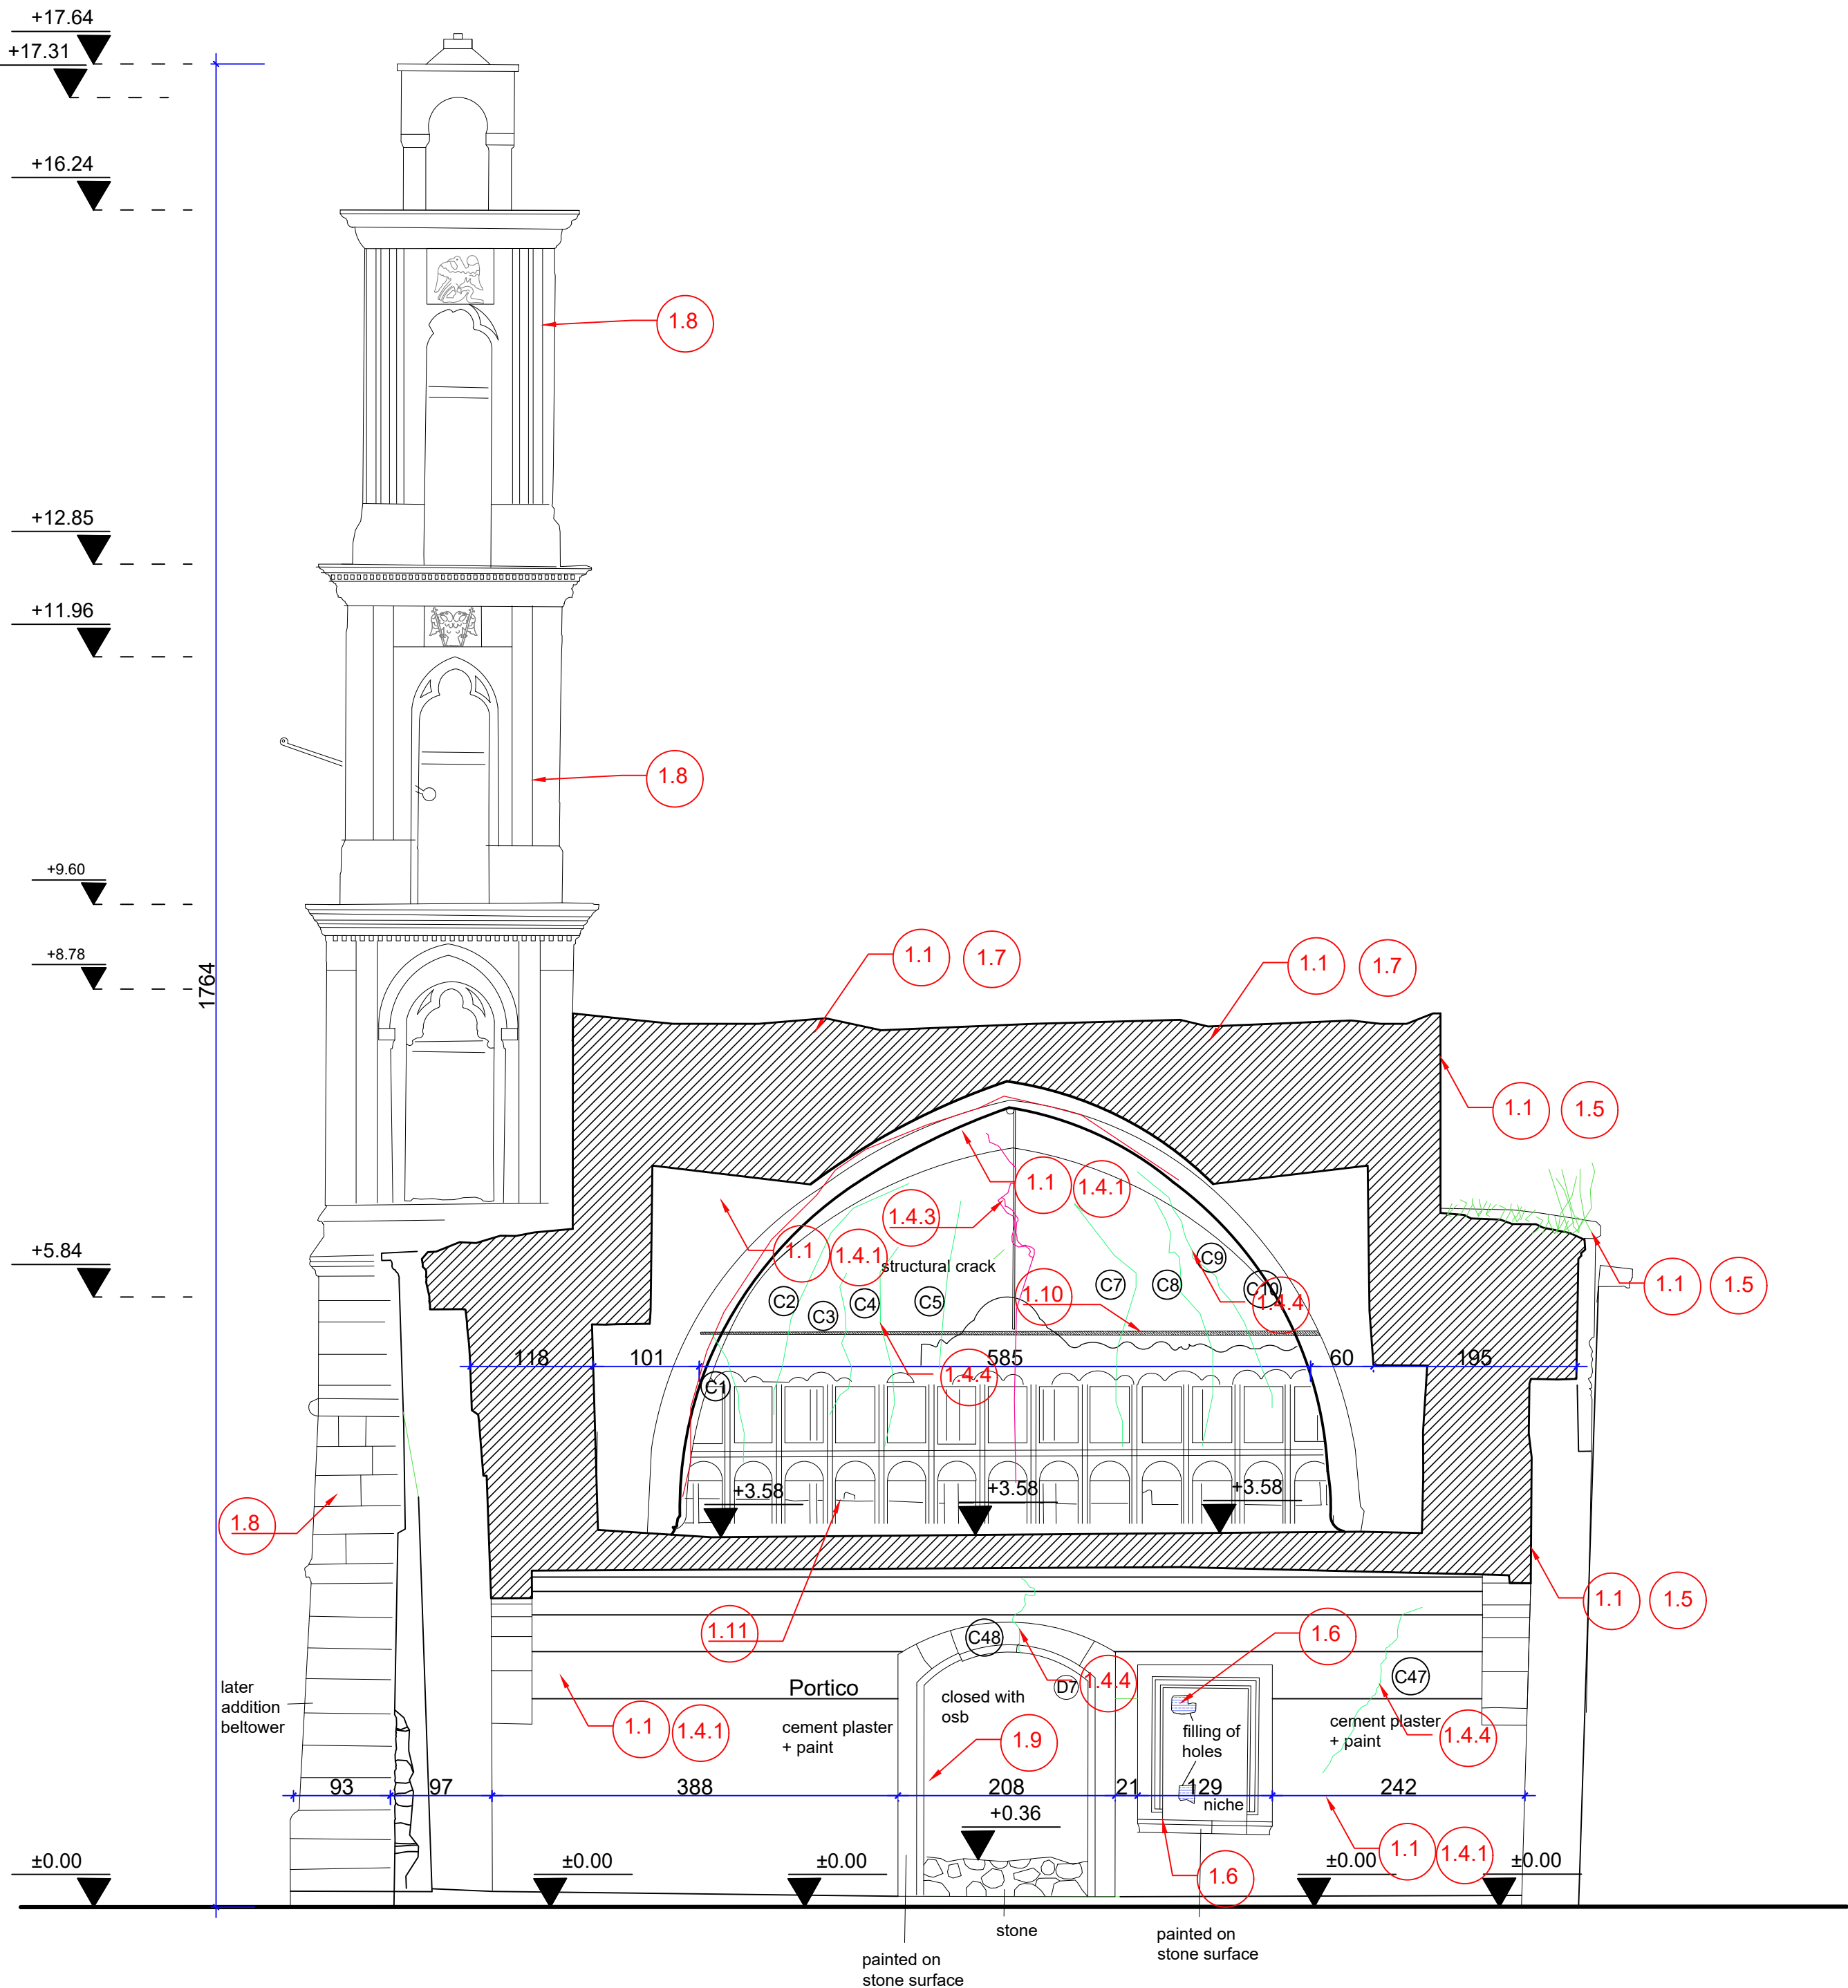 +17.64
+17.31
+16.24
1.8
+12.85
+11.96
1.8
+9.60
+8.78
1764
1.1 1.7
1.1 1.7
1.1 1.5
1.1 1.4.1
1.4.3
1.1 1.4.1
structural crack
+5.84
C9
C2 C3 C4 C5
1.10
C7 C8 C10
1.4.4
1.1 1.5
118 101 585 60 195
C1
1.4.4
+3.58 +3.58 +3.58
1.8
1.1 1.5
1.11
C48
1.6
C47
later
addition
beltower
Portico
D7
1.4.4
closed with
osb
1.1 1.4.1
cement plaster
+ paint
1.9
filling of
holes
cement plaster
+ paint
1.4.4
93 97 388 208 21 129 242
niche
+0.36
1.1 1.4.1
1.6
±0.00 ±0.00 ±0.00 ±0.00 ±0.00
stone
painted on
stone surface
painted on
stone surface